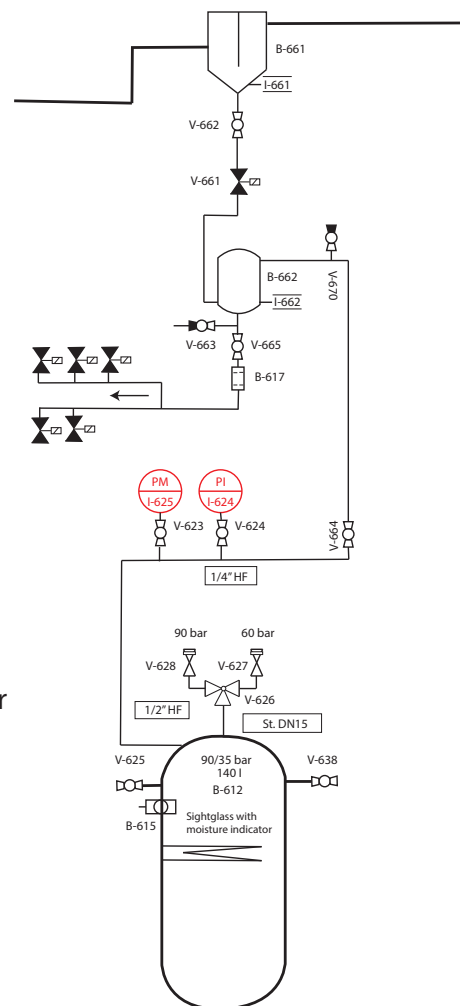 B-661
I-661
V-662
V-661
B-662
V-670
I-662
V-663
V-665
B-617
PM
I-625
PI
I-624
V-623
V-624
V-664
1/4" HF
90 bar
60 bar
V-628
V-627
V-626
r
1/2" HF
St. DN15
V-625
90/35 bar
V-638
140 l
B-612
B-615
Sightglass with
moisture indicator